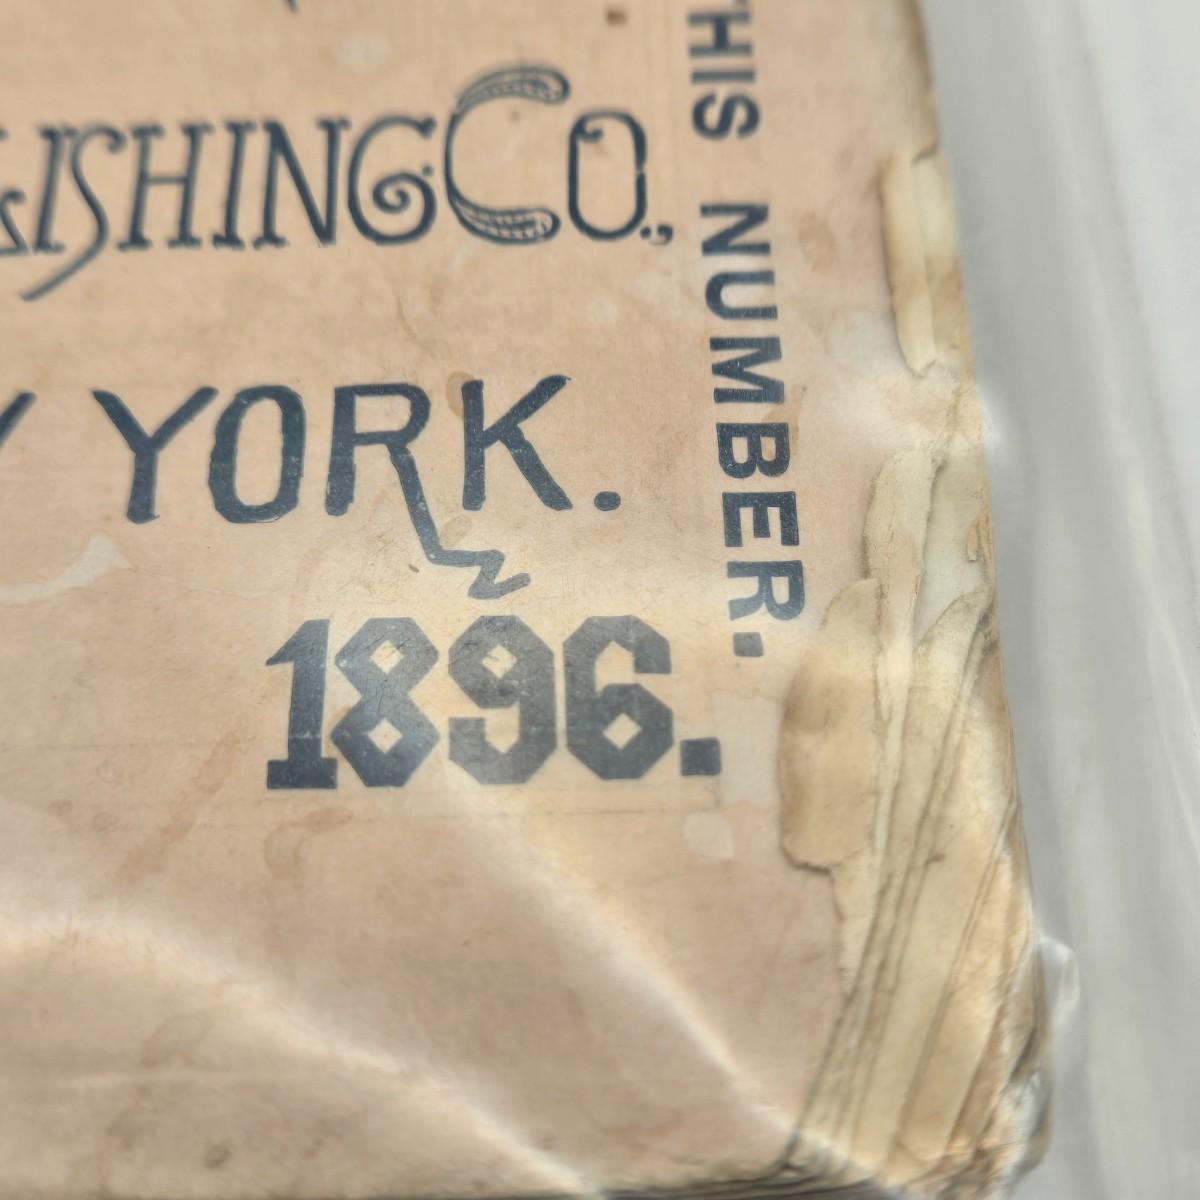 LISHING CO.,
YORK.
1896.
THIS NUMBER.